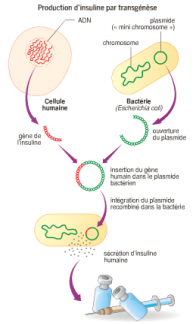 Production d'insuline par transgénèse
ADN
plasmide
(« mini chromosome »)
chromosome
Cellule
humaine
Bactérie
(Escherichia coli)
gène de
l'insuline
ouverture
du plasmide
insertion du gène
humain dans le plasmide
bactérien
intégration du plasmide
recombiné dans la bactérie
sécrétion d'insuline
humaine